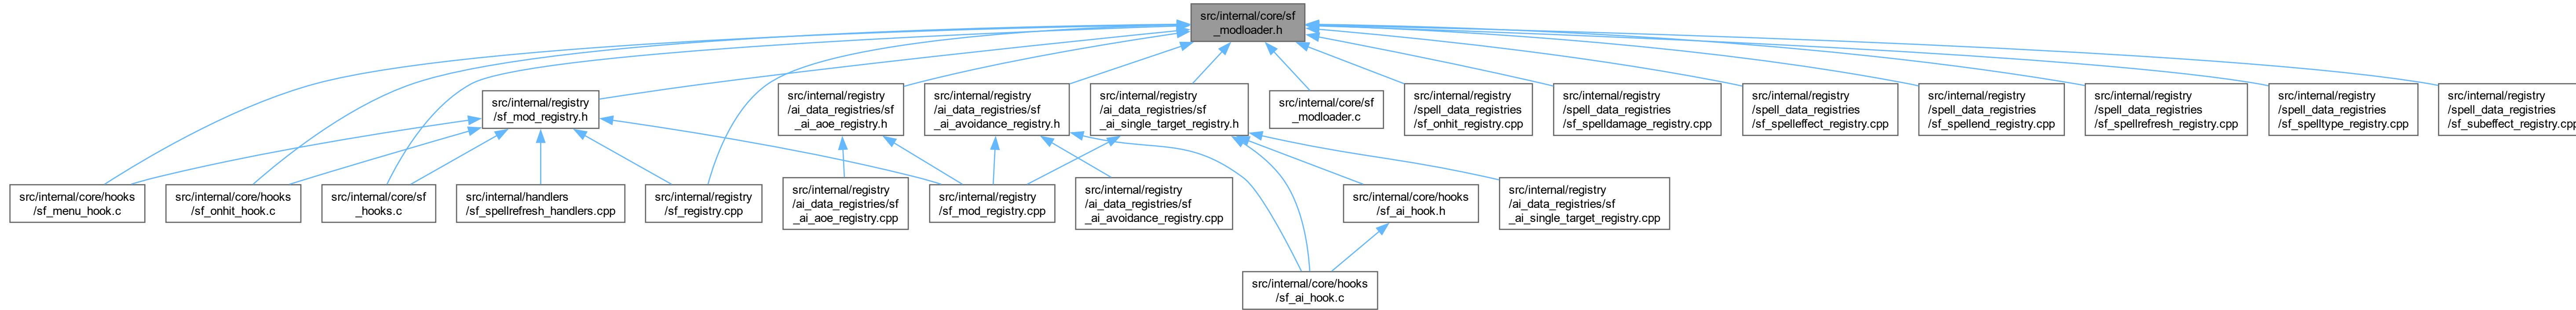 src/internal/core/sf
_modloader.h
src/internal/registry
/sf_mod_registry.h
src/internal/registry
/ai_data_registries/sf
_ai_aoe_registry.h
src/internal/registry
/ai_data_registries/sf
_ai_avoidance_registry.h
src/internal/registry
/ai_data_registries/sf
_ai_single_target_registry.h
src/internal/core/sf
_modloader.c
src/internal/registry
/spell_data_registries
/sf_onhit_registry.cpp
src/internal/registry
/spell_data_registries
/sf_spelldamage_registry.cpp
src/internal/registry
/spell_data_registries
/sf_spelleffect_registry.cpp
src/internal/registry
/spell_data_registries
/sf_spellend_registry.cpp
src/internal/registry
/spell_data_registries
/sf_spellrefresh_registry.cpp
src/internal/registry
/spell_data_registries
/sf_spelltype_registry.cpp
src/internal/registry
/spell_data_registries
/sf_subeffect_registry.cpp
src/internal/core/hooks
/sf_menu_hook.c
src/internal/core/hooks
/sf_onhit_hook.c
src/internal/core/sf
_hooks.c
src/internal/handlers
/sf_spellrefresh_handlers.cpp
src/internal/registry
/sf_registry.cpp
src/internal/registry
/ai_data_registries/sf
_ai_aoe_registry.cpp
src/internal/registry
/sf_mod_registry.cpp
src/internal/registry
/ai_data_registries/sf
_ai_avoidance_registry.cpp
src/internal/core/hooks
/sf_ai_hook.h
src/internal/registry
/ai_data_registries/sf
_ai_single_target_registry.cpp
src/internal/core/hooks
/sf_ai_hook.c